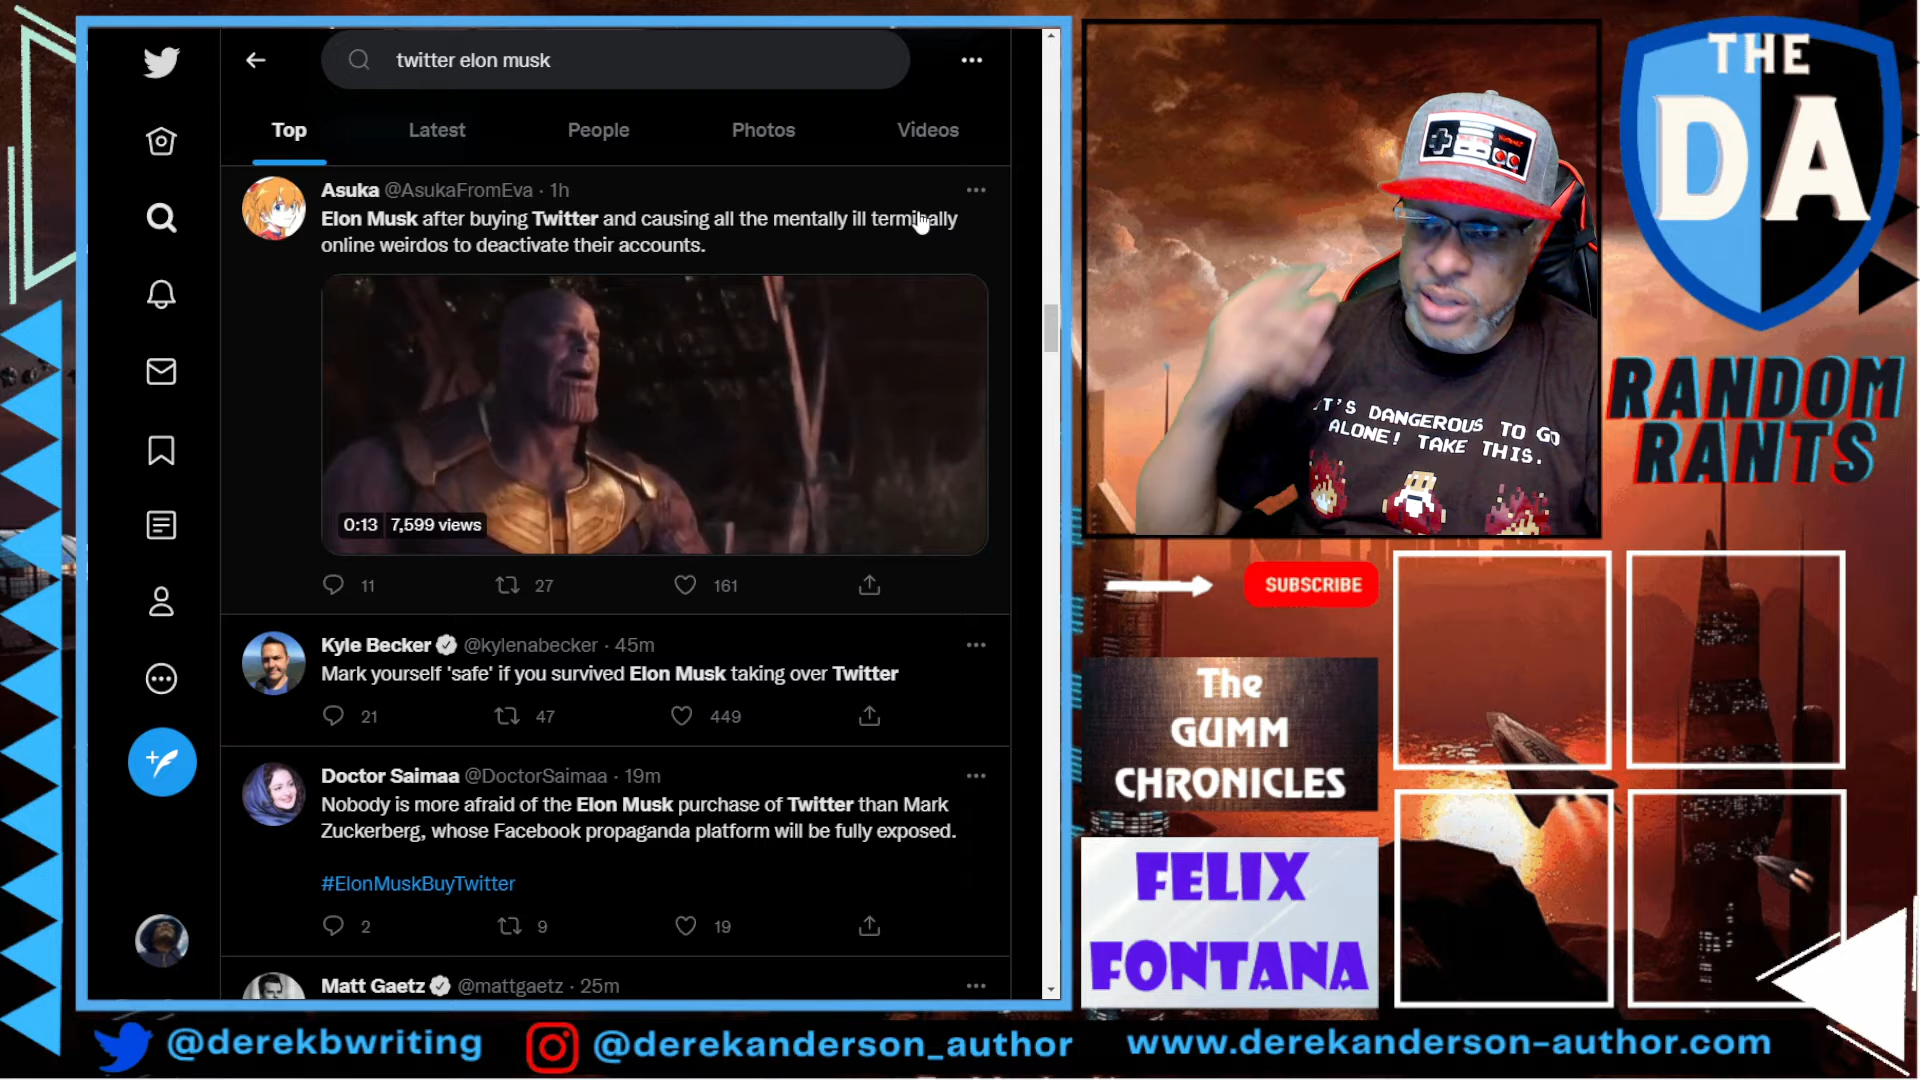 twitter elon musk
Top
Latest
People
Photos
Videos
Asuka @AsukaFromEva · 1h
Elon Musk after buying Twitter and causing all the mentally ill terminally
online weirdos to deactivate their accounts.
0:13
7,599 views
11
27
161
Kyle Becker @kylenabecker · 45m
Mark yourself 'safe' if you survived Elon Musk taking over Twitter
21
47
449
Doctor Saimaa @DoctorSaimaa · 19m
Nobody is more afraid of the Elon Musk purchase of Twitter than Mark
Zuckerberg, whose Facebook propaganda platform will be fully exposed.
#ElonMuskBuyTwitter
2
9
19
Matt Gaetz @mattgaetz · 25m
IT'S DANGEROUS TO GO
ALONE! TAKE THIS.
THE
DA
RANDOM
RANTS
SUBSCRIBE
The
GUMM
CHRONICLES
FELIX
FONTANA
@derekbwriting
@derekanderson_author
www.derekanderson-author.com